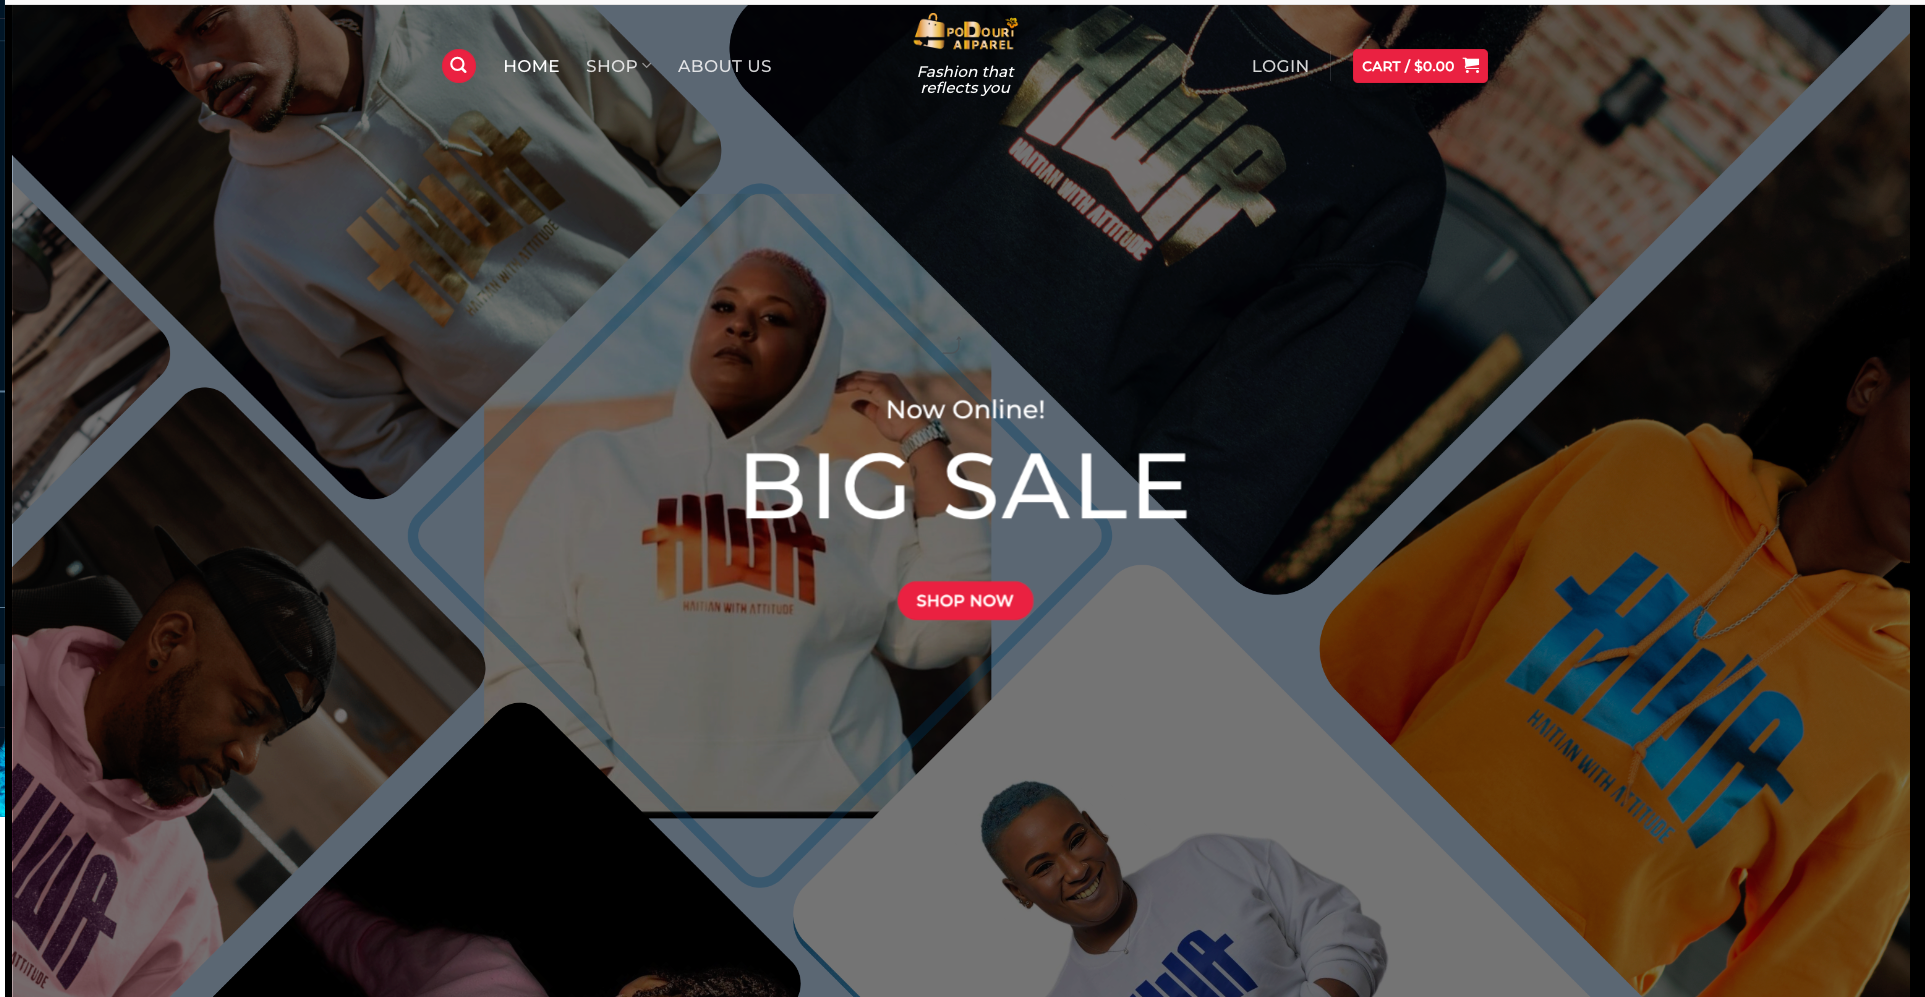 PODOURI
APPAREL
HOME
SHOP
ABOUT US
Fashion that
reflects you
LOGIN
CART / $0.00
HWA
HAITIAN WITH ATTITUDE
HWA
HAITIAN WITH ATTITUDE
Now Online!
BIG SALE
HWA
HAITIAN WITH ATTITUDE
SHOP NOW
HWA
HAITIAN WITH ATTITUDE
HWA
ATTITUDE
HWA